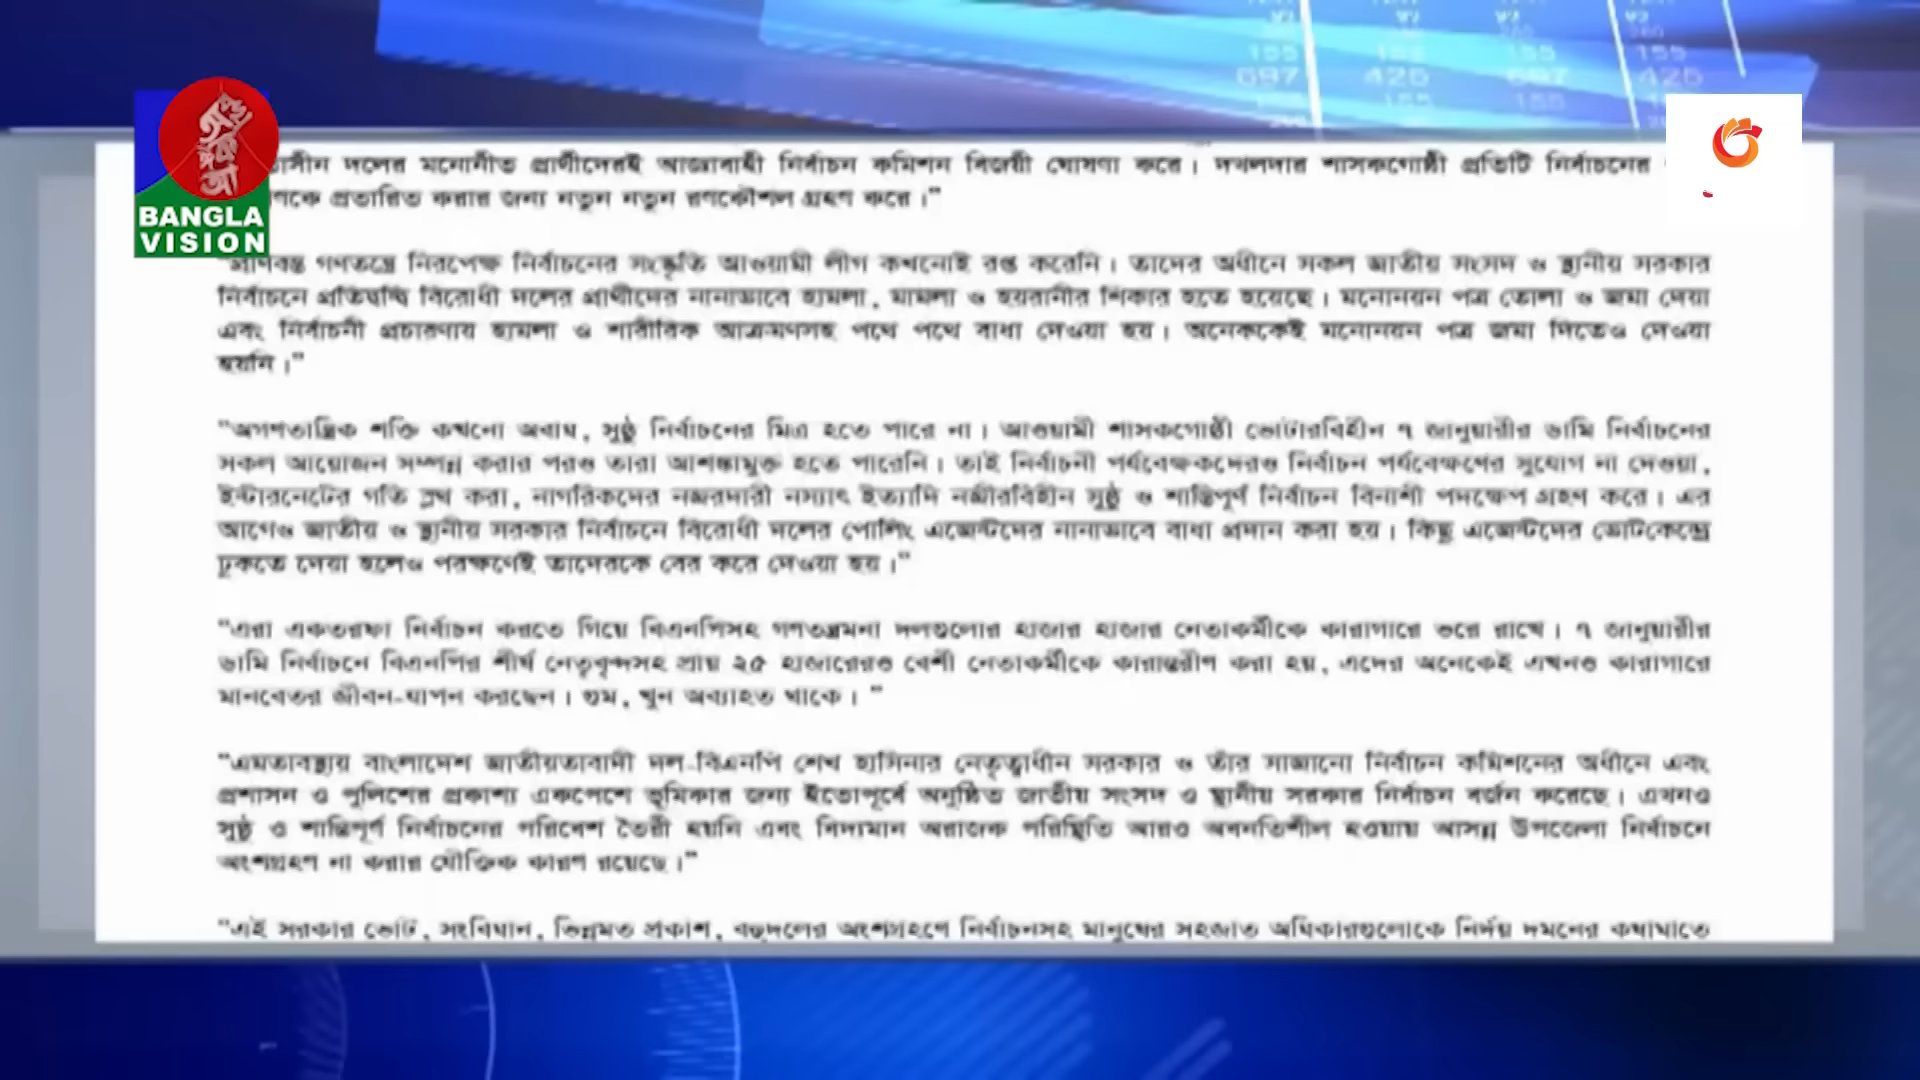 দলের মনোনীত প্রার্থীদেরই আজ্ঞাবাহী নির্বাচন কমিশন বিজয়ী ঘোষণা করে। দখলদার শাসকগোষ্ঠী প্রতিটি নির্বাচনের
প্রতারিত করার জন্য নতুন নতুন রণকৌশল গ্রহণ করে।"
BANGLA
VISION
"প্রাণবন্ত গণতন্ত্রে নিরপেক্ষ নির্বাচনের সংস্কৃতি আওয়ামী লীগ কখনোই রপ্ত করেনি। তাদের অধীনে সকল জাতীয় সংসদ ও স্থানীয় সরকার
নির্বাচনে প্রতিদ্বন্দ্বি বিরোধী দলের প্রার্থীদের নানাভাবে হামলা, মামলা ও হয়রানীর শিকার হতে হয়েছে। মনোনয়ন পত্র তোলা ও জমা দেয়া
এবং নির্বাচনী প্রচারণায় হামলা ও শারীরিক আক্রমণসহ পথে পথে বাধা দেওয়া হয়। অনেককেই মনোনয়ন পত্র জমা দিতেও দেওয়া
হয়নি।"
"অগণতান্ত্রিক শক্তি কখনো অবাধ, সুষ্ঠু নির্বাচনের মিত্র হতে পারে না। আওয়ামী শাসকগোষ্ঠী ভোটারবিহীন ৭ জানুয়ারীর ডামি নির্বাচনের
সকল আয়োজন সম্পন্ন করার পরও তারা আশঙ্কামুক্ত হতে পারেনি। তাই নির্বাচনী পর্যবেক্ষকদেরও নির্বাচন পর্যবেক্ষণের সুযোগ না দেওয়া,
ইন্টারনেটের গতি স্লথ করা, নাগরিকদের নজরদারী নস্যাৎ ইত্যাদি নজীরবিহীন সুষ্ঠু ও শান্তিপূর্ণ নির্বাচন বিনাশী পদক্ষেপ গ্রহণ করে। এর
আগেও জাতীয় ও স্থানীয় সরকার নির্বাচনে বিরোধী দলের পোলিং এজেন্টদের নানাভাবে বাধা প্রদান করা হয়। কিছু এজেন্টদের ভোটকেন্দ্রে
ঢুকতে দেয়া হলেও পরক্ষণেই তাদেরকে বের করে দেওয়া হয়।"
"এরা একতরফা নির্বাচন করতে গিয়ে বিএনপিসহ গণতন্ত্রমনা দলগুলোর হাজার হাজার নেতাকর্মীকে কারাগারে ভরে রাখে। ৭ জানুয়ারীর
ডামি নির্বাচনে বিএনপির শীর্ষ নেতৃবৃন্দসহ প্রায় ২৫ হাজারেরও বেশী নেতাকর্মীকে কারান্তরীণ করা হয়, এদের অনেকেই এখনও কারাগারে
মানবেতর জীবন-যাপন করছেন। গুম, খুন অব্যাহত থাকে। "
"এমতাবস্থায় বাংলাদেশ জাতীয়তাবাদী দল-বিএনপি শেখ হাসিনার নেতৃত্বাধীন সরকার ও তাঁর সাজানো নির্বাচন কমিশনের অধীনে এবং
প্রশাসন ও পুলিশের প্রকাশ্য একপেশে ভূমিকার জন্য ইতোপূর্বে অনুষ্ঠিত জাতীয় সংসদ ও স্থানীয় সরকার নির্বাচন বর্জন করেছে। এখনও
সুষ্ঠু ও শান্তিপূর্ণ নির্বাচনের পরিবেশ তৈরী হয়নি এবং বিদ্যমান অরাজক পরিস্থিতি আরও অবনতিশীল হওয়ায় আসন্ন উপজেলা নির্বাচনে
অংশগ্রহণ না করার যৌক্তিক কারণ রয়েছে।"
"এই সরকার ভোট, সংবিধান, ভিন্নমত প্রকাশ, বহুদলের অংশগ্রহণে নির্বাচনসহ মানুষের সহজাত অধিকারগুলোকে নির্দয় দমনের কষাঘাতে